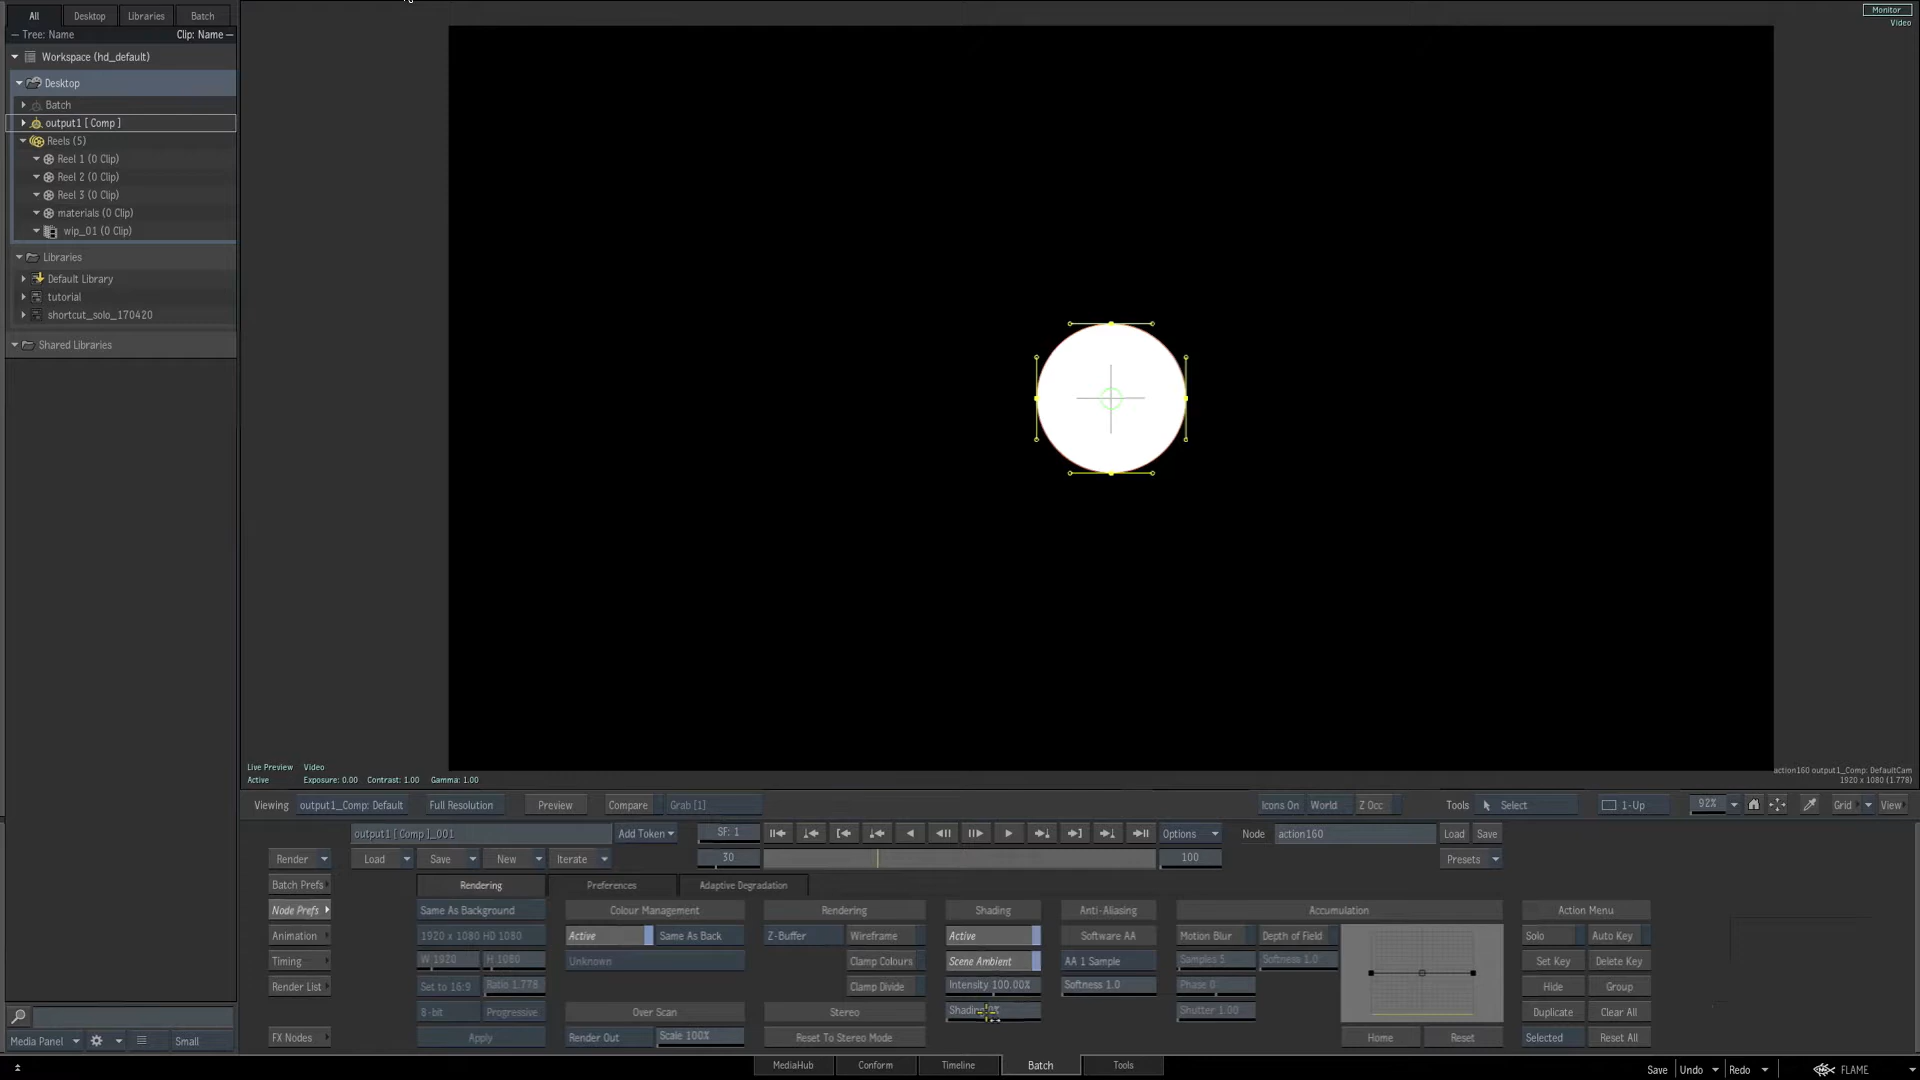 All Desktop Libraries Batch
Tree: Name Clip: Name
Workspace (hd_default)
Desktop
Batch
output1 [ Comp ]
Reels (5)
Reel 1 (0 Clip)
Reel 2 (0 Clip)
Reel 3 (0 Clip)
materials (0 Clip)
wip_01 (0 Clip)
Libraries
Default Library
tutorial
shortcut_solo_170420
Shared Libraries
Media Panel Small
Monitor
Video
Live Preview Video
Active Exposure: 0.00 Contrast: 1.00 Gamma: 1.00
action160 output1_Comp: DefaultCam
1920 x 1080 (1.778)
Viewing output1_Comp: Default Full Resolution Preview Compare Grab [1] Icons On World Z Occ Tools Select 1-Up 92% Grid View
output1 [ Comp ]_001 Add Token SF: 1 Options Node action160 Load Save
Render Load Save New Iterate 30 100 Presets
Batch Prefs Rendering Preferences Adaptive Degradation
Node Prefs Same As Background Colour Management Rendering Shading Anti-Aliasing Accumulation Action Menu
Animation 1920 x 1080 HD 1080 Active Same As Back Z-Buffer Wireframe Active Software AA Motion Blur Depth of Field Solo Auto Key
Timing W 1920 H 1080 Unknown Clamp Colours Scene Ambient AA 1 Sample Samples 5 Softness 1.0 Set Key Delete Key
Render List Set to 16:9 Ratio 1.778 Clamp Divide Intensity 100.00% Softness 1.0 Phase 0 Hide Group
8-bit Progressive Over Scan Stereo Shading Shutter 1.00 Duplicate Clear All
FX Nodes Apply Render Out Scale 100% Reset To Stereo Mode Home Reset Selected Reset All
MediaHub Conform Timeline Batch Tools Save Undo Redo FLAME